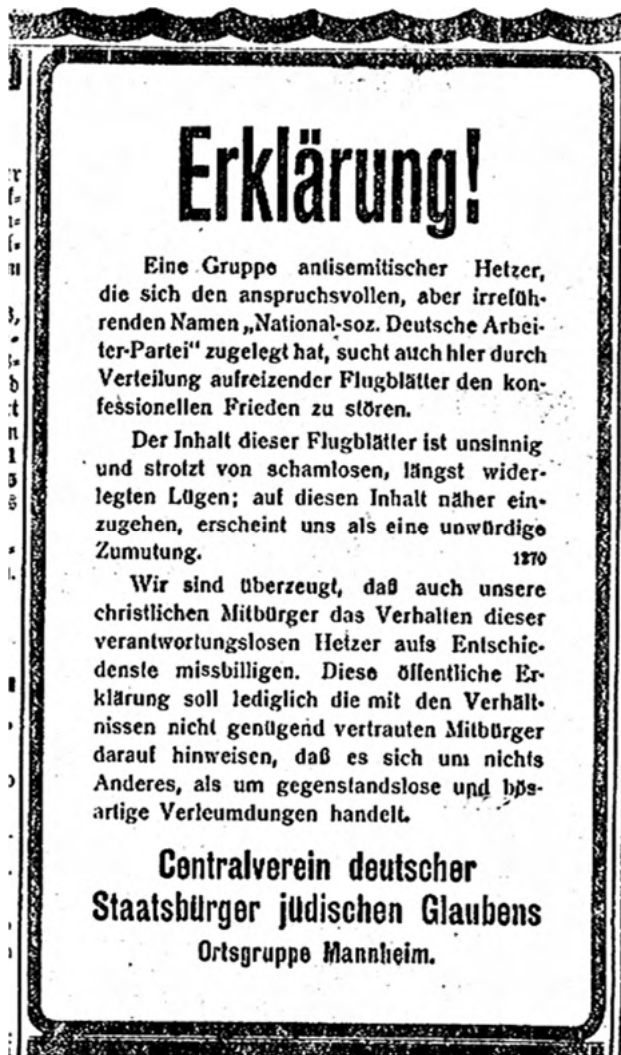 Erklärung!
Eine Gruppe antisemitischer Hetzer,
die sich den anspruchsvollen, aber irrefüh-
renden Namen „National-soz. Deutsche Arbei-
ter-Partei“ zugelegt hat, sucht auch hier durch
Verteilung aufreizender Flugblätter den kon-
fessionellen Frieden zu stören.
Der Inhalt dieser Flugblätter ist unsinnig
und strotzt von schamlosen, längst wider-
legten Lügen; auf diesen Inhalt näher ein-
zugehen, erscheint uns als eine unwürdige
Zumutung. 1270
Wir sind überzeugt, daß auch unsere
christlichen Mitbürger das Verhalten dieser
verantwortungslosen Hetzer aufs Entschie-
denste missbilligen. Diese öffentliche Er-
klärung soll lediglich die mit den Verhält-
nissen nicht genügend vertrauten Mitbürger
darauf hinweisen, daß es sich um nichts
Anderes, als um gegenstandslose und bös-
artige Verleumdungen handelt.
Centralverein deutscher
Staatsbürger jüdischen Glaubens
Ortsgruppe Mannheim.